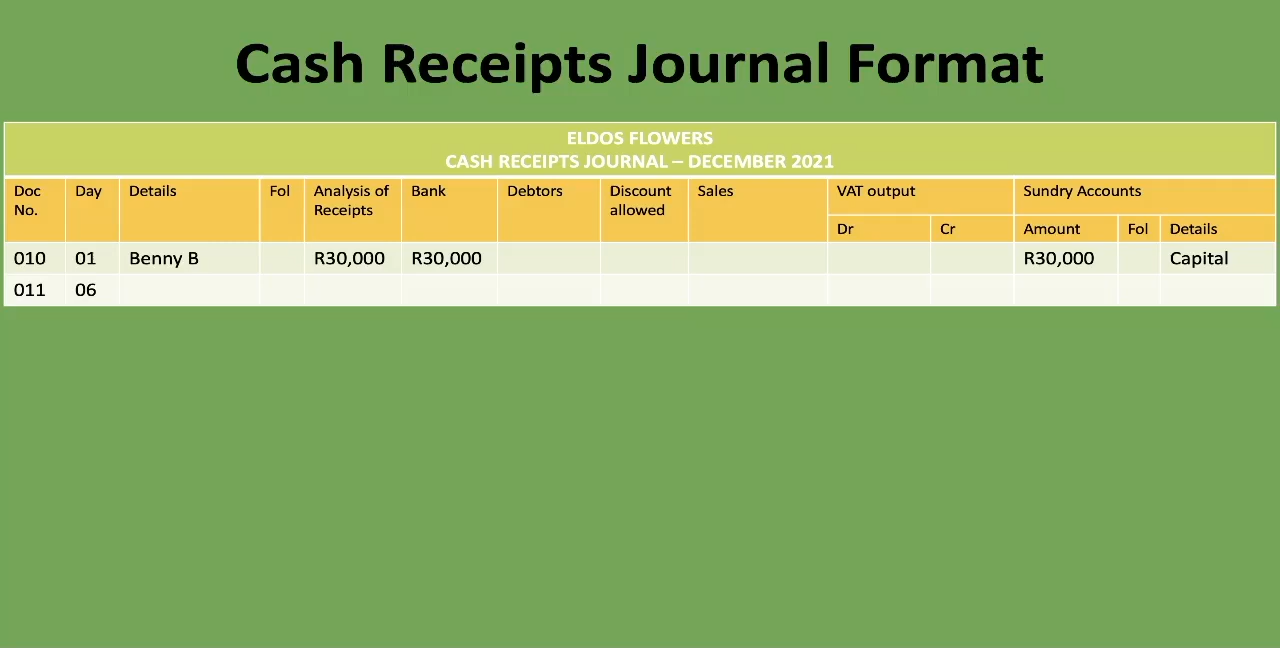 Cash Receipts Journal Format
ELDOS FLOWERS
CASH RECEIPTS JOURNAL – DECEMBER 2021
Doc No. Day Details Fol Analysis of Receipts Bank Debtors Discount allowed Sales VAT output Sundry Accounts
Dr Cr Amount Fol Details
010 01 Benny B R30,000 R30,000 R30,000 Capital
011 06